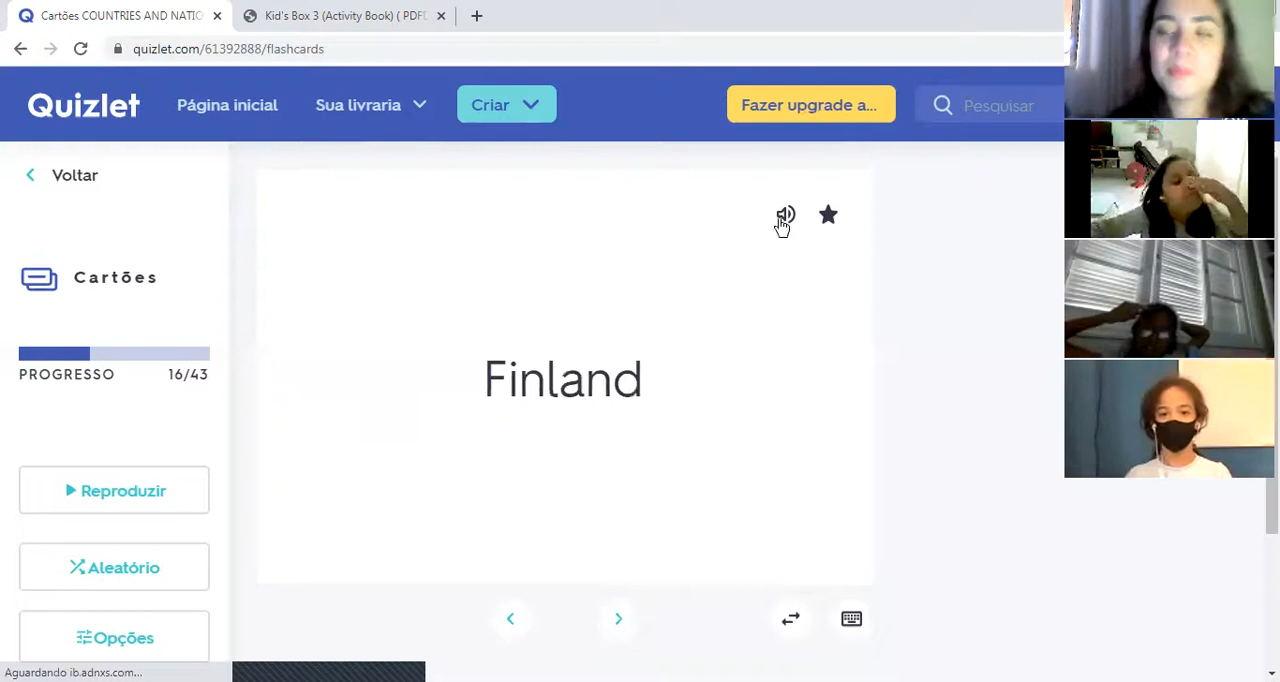 Cartões COUNTRIES AND NATIO
Kid's Box 3 (Activity Book) ( PDF
quizlet.com/61392888/flashcards
Quizlet
Página inicial
Sua livraria
Criar
Fazer upgrade a...
Pesquisar
Voltar
Cartões
PROGRESSO 16/43
Finland
Reproduzir
Aleatório
Opções
Aguardando ib.adnxs.com...